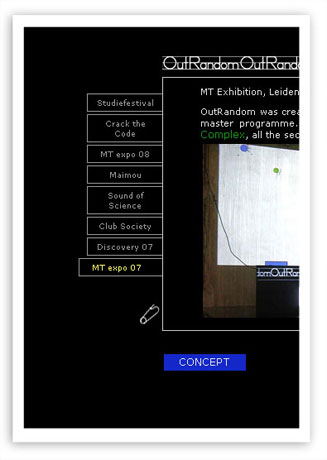 OutRandomOutRando
MT Exhibition, Leiden
OutRandom was crea
master programme.
Complex, all the sec
Studiefestival
Crack the
Code
MT expo 08
Maimou
Sound of
Science
Club Society
Discovery 07
MT expo 07
domOutRa
CONCEPT